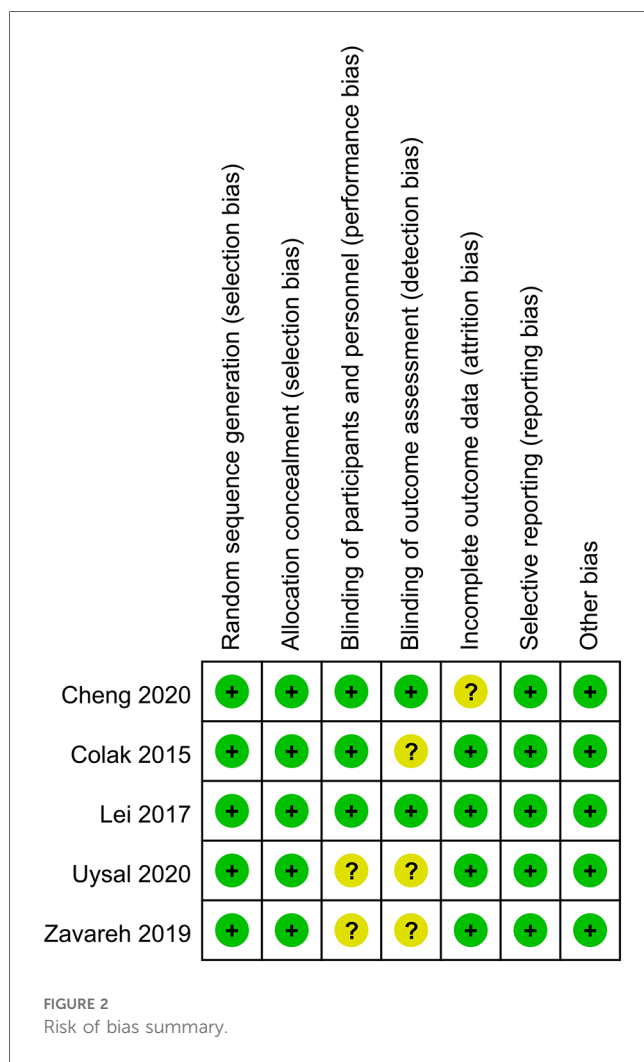 Random sequence generation (selection bias)
Allocation concealment (selection bias)
Blinding of participants and personnel (performance bias)
Blinding of outcome assessment (detection bias)
Incomplete outcome data (attrition bias)
Selective reporting (reporting bias)
Other bias
Cheng 2020 + + + + ? + +
Colak 2015 + + + ? + + +
Lei 2017 + + + + + + +
Uysal 2020 + + ? ? + + +
Zavareh 2019 + + ? ? + + +
FIGURE 2
Risk of bias summary.